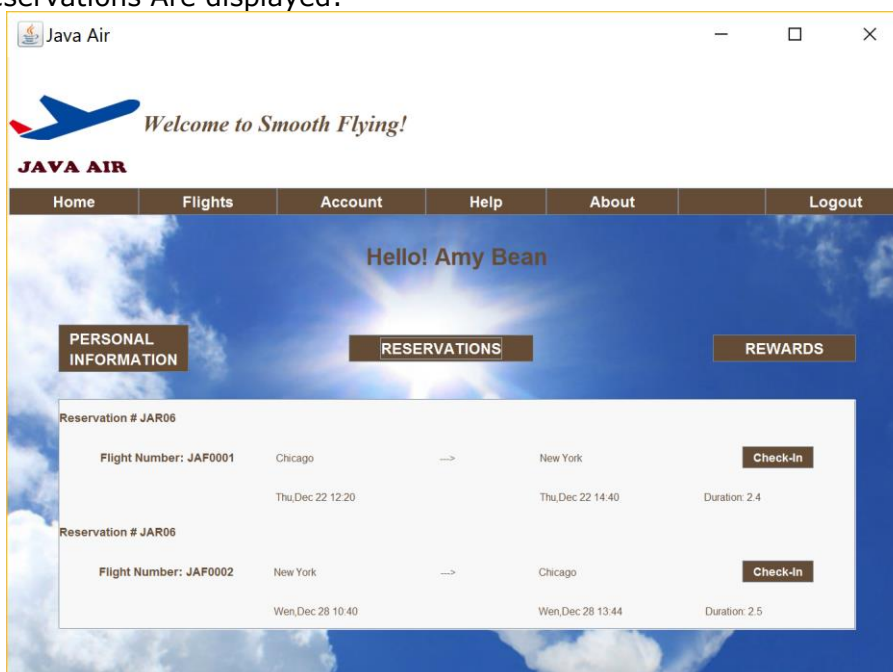 servations Are displayed:
Java Air
Welcome to Smooth Flying!
JAVA AIR
Home Flights Account Help About Logout
Hello! Amy Bean
PERSONAL
INFORMATION
RESERVATIONS
REWARDS
Reservation # JAR06
Flight Number: JAF0001 Chicago ---> New York Check-In
Thu,Dec 22 12:20 Thu,Dec 22 14:40 Duration: 2.4
Reservation # JAR06
Flight Number: JAF0002 New York ---> Chicago Check-In
Wen,Dec 28 10:40 Wen,Dec 28 13:44 Duration: 2.5